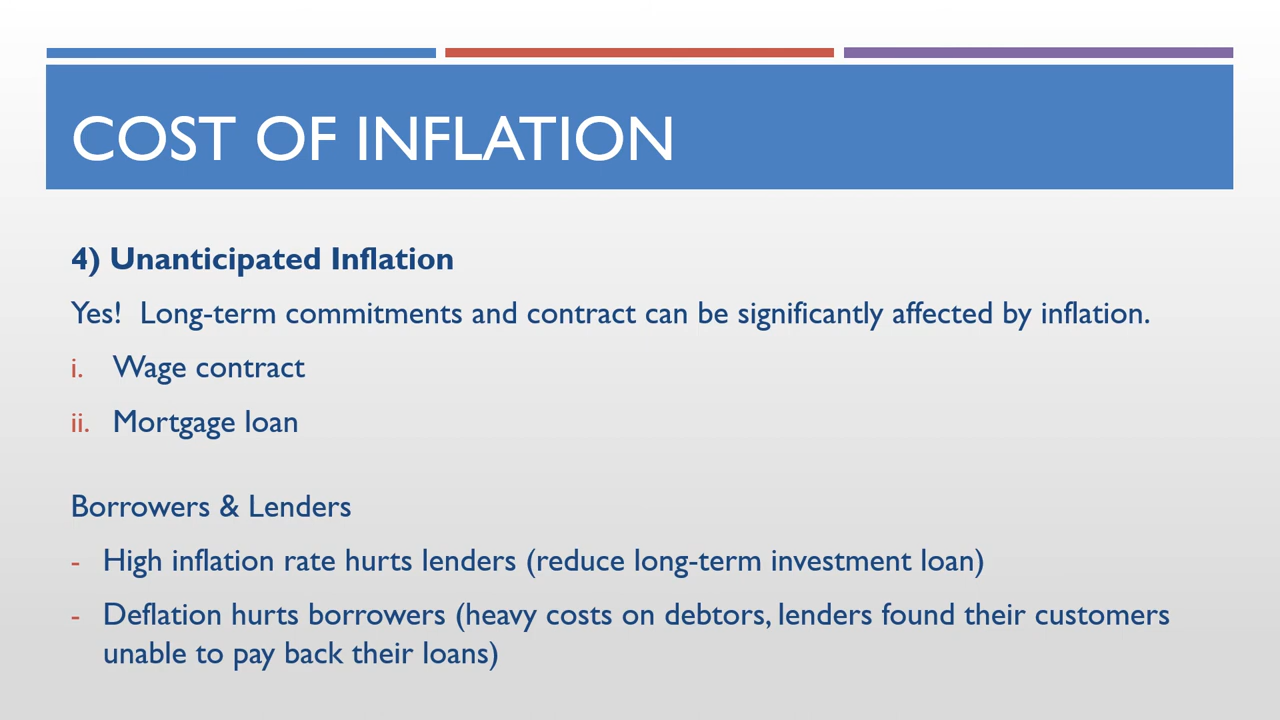 COST OF INFLATION
4) Unanticipated Inflation
Yes!  Long-term commitments and contract can be significantly affected by inflation.
i. Wage contract
ii. Mortgage loan
Borrowers & Lenders
- High inflation rate hurts lenders (reduce long-term investment loan)
- Deflation hurts borrowers (heavy costs on debtors, lenders found their customers
unable to pay back their loans)